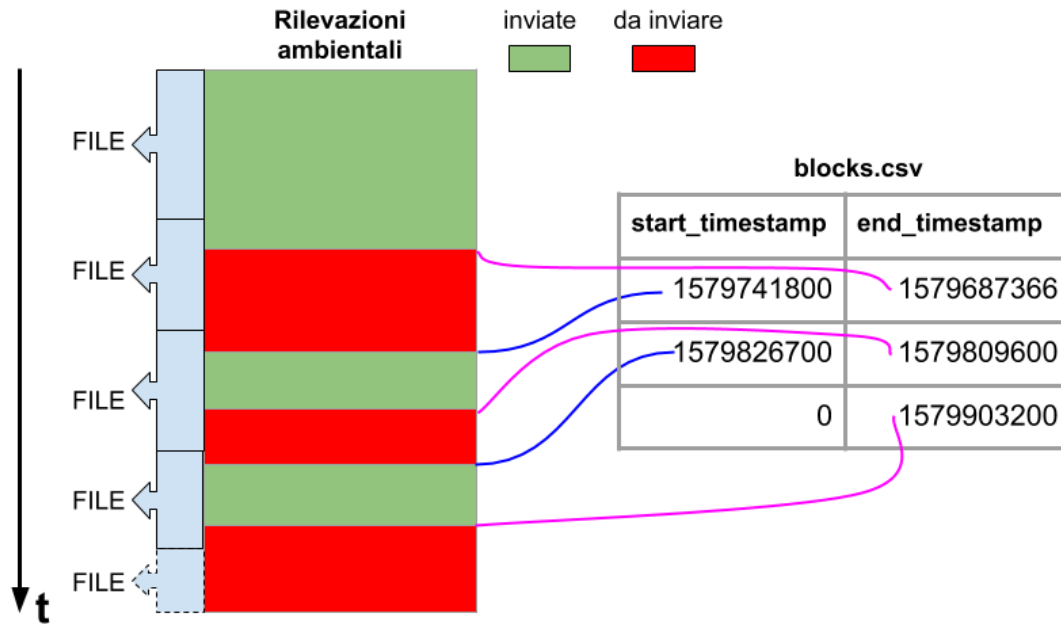 Rilevazioni
ambientali
inviate
da inviare
FILE
FILE
FILE
FILE
FILE
t
blocks.csv
start_timestamp end_timestamp
1579741800 1579687366
1579826700 1579809600
0 1579903200